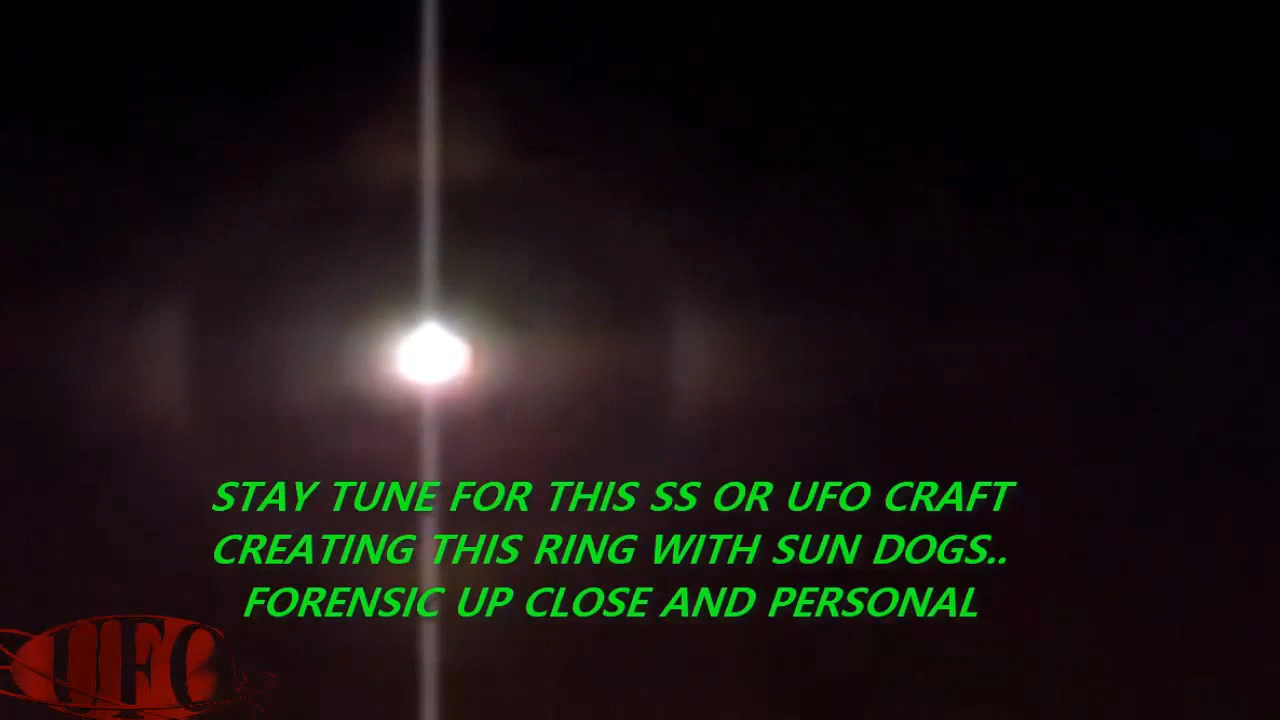 STAY TUNE FOR THIS SS OR UFO CRAFT
CREATING THIS RING WITH SUN DOGS..
FORENSIC UP CLOSE AND PERSONAL
UFO